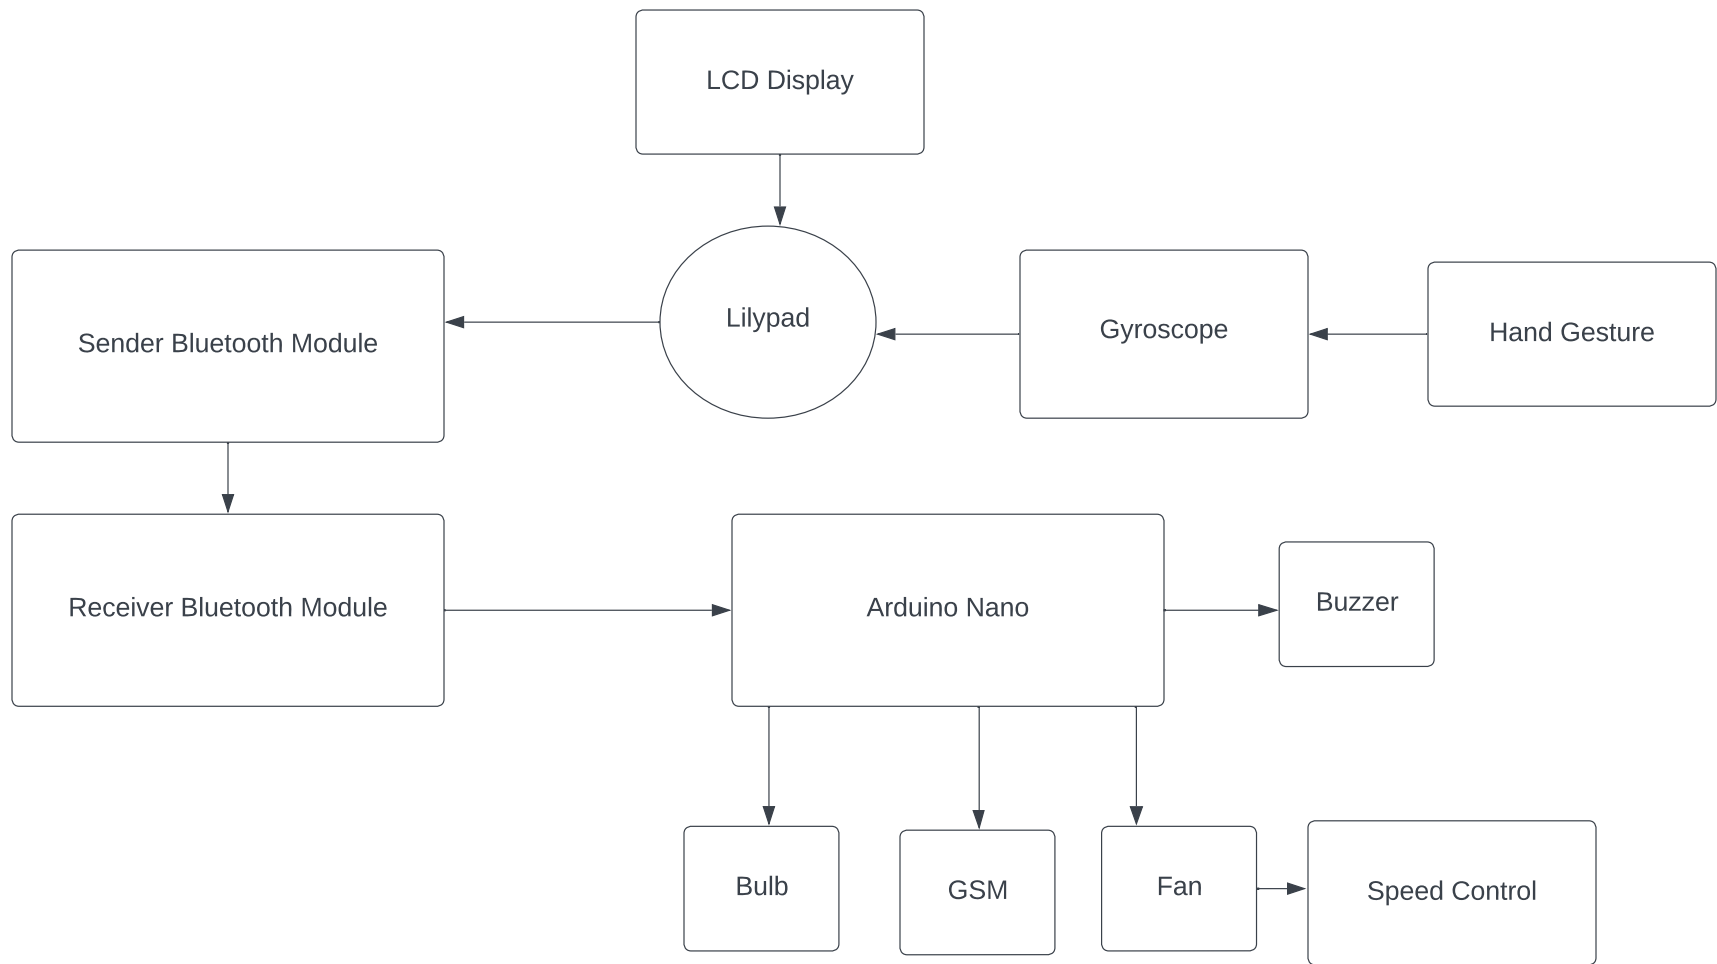 LCD Display
Sender Bluetooth Module
Lilypad
Gyroscope
Hand Gesture
Receiver Bluetooth Module
Arduino Nano
Buzzer
Bulb
GSM
Fan
Speed Control